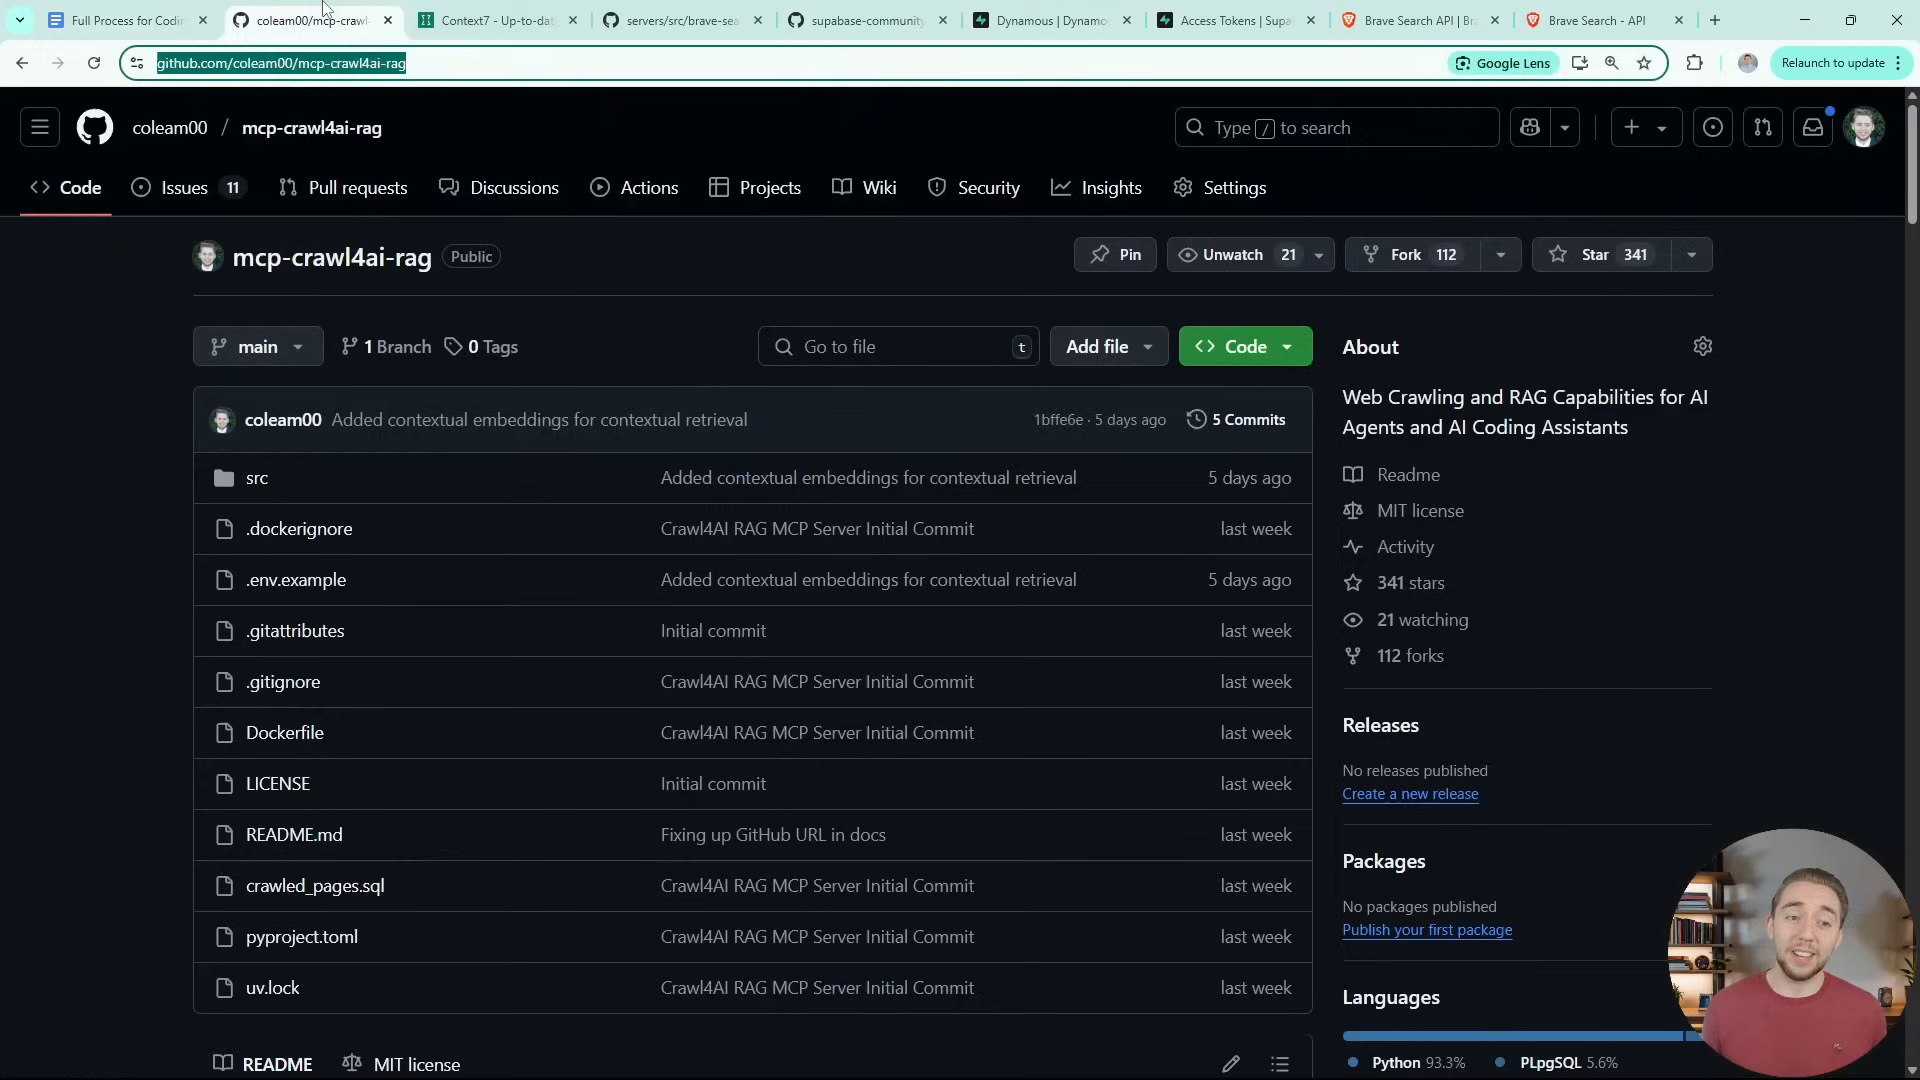 Full Process for Codin
coleam00/mcp-crawl
Context7 - Up-to-dat
servers/src/brave-sea
supabase-community
Dynamous | Dynamo
Access Tokens | Supa
Brave Search API | Bra
Brave Search - API
github.com/coleam00/mcp-crawl4ai-rag
Google Lens
Relaunch to update
coleam00 / mcp-crawl4ai-rag
Type / to search
Code
Issues 11
Pull requests
Discussions
Actions
Projects
Wiki
Security
Insights
Settings
mcp-crawl4ai-rag
Public
Pin
Unwatch 21
Fork 112
Star 341
main
1 Branch
0 Tags
Go to file t
Add file
Code
coleam00 Added contextual embeddings for contextual retrieval
1bffe6e · 5 days ago
5 Commits
src Added contextual embeddings for contextual retrieval 5 days ago
.dockerignore Crawl4AI RAG MCP Server Initial Commit last week
.env.example Added contextual embeddings for contextual retrieval 5 days ago
.gitattributes Initial commit last week
.gitignore Crawl4AI RAG MCP Server Initial Commit last week
Dockerfile Crawl4AI RAG MCP Server Initial Commit last week
LICENSE Initial commit last week
README.md Fixing up GitHub URL in docs last week
crawled_pages.sql Crawl4AI RAG MCP Server Initial Commit last week
pyproject.toml Crawl4AI RAG MCP Server Initial Commit last week
uv.lock Crawl4AI RAG MCP Server Initial Commit last week
README
MIT license
About
Web Crawling and RAG Capabilities for AI
Agents and AI Coding Assistants
Readme
MIT license
Activity
341 stars
21 watching
112 forks
Releases
No releases published
Create a new release
Packages
No packages published
Publish your first package
Languages
Python 93.3%
PLpgSQL 5.6%